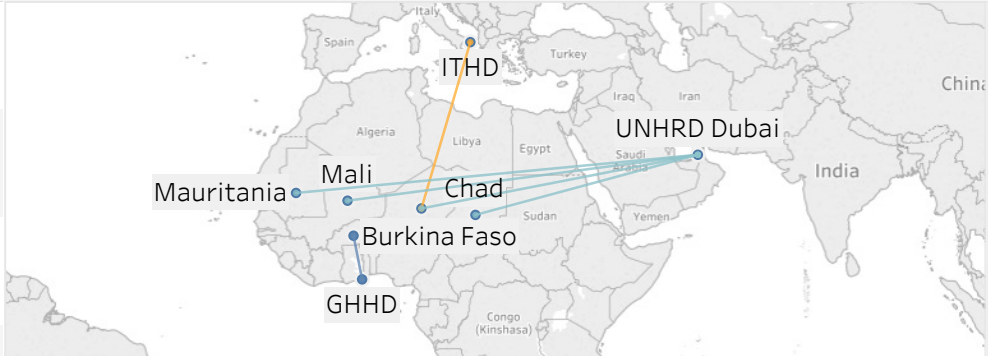 Italy
Spain
Turkey
ITHD
China
Iraq
Iran
UNHRD Dubai
Algeria
Libya
Egypt
Saudi
Arabia
India
Mali
Mauritania
Chad
Sudan
Yemen
Burkina Faso
GHHD
Congo
(Kinshasa)